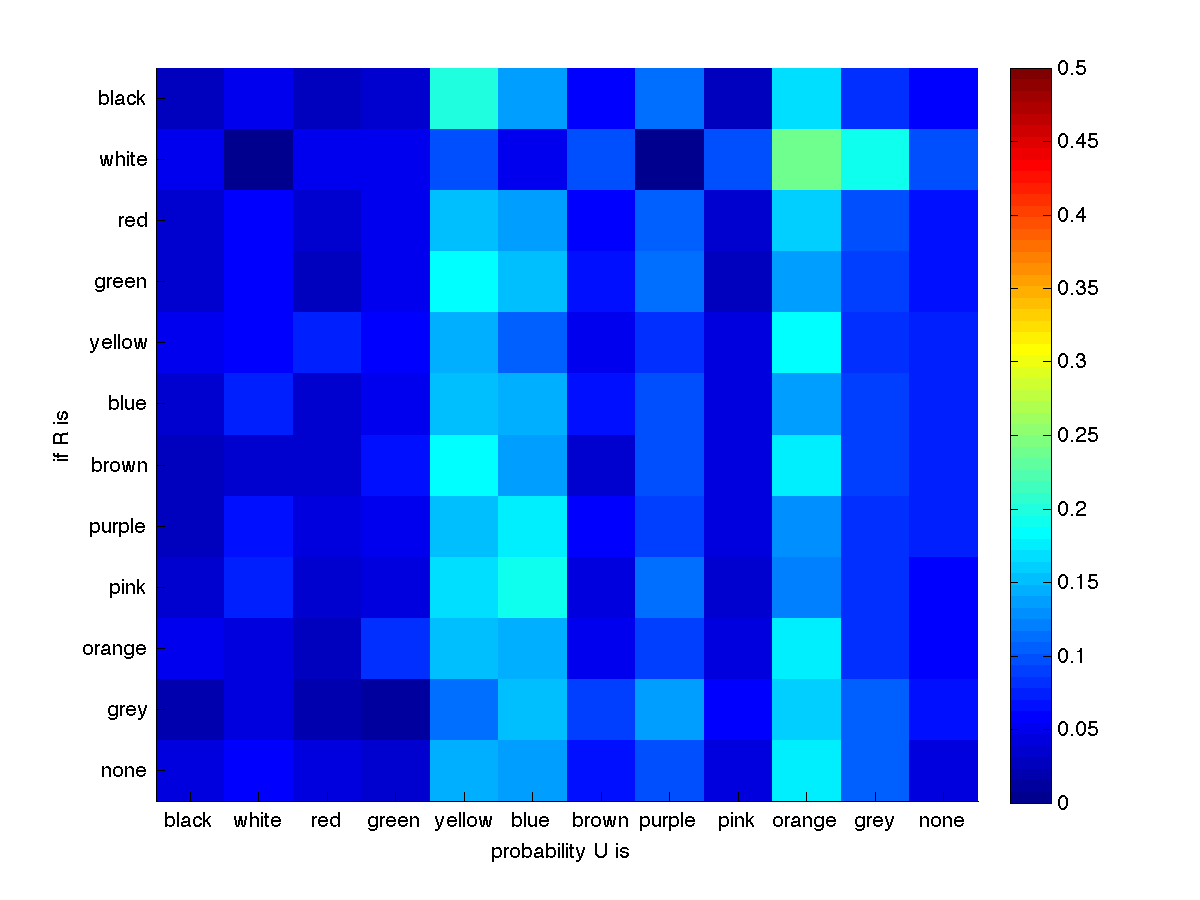 black
white
red
green
yellow
blue
brown
purple
pink
orange
grey
none
if R is
black white red green yellow blue brown purple pink orange grey none
probability U is
0.5
0.45
0.4
0.35
0.3
0.25
0.2
0.15
0.1
0.05
0